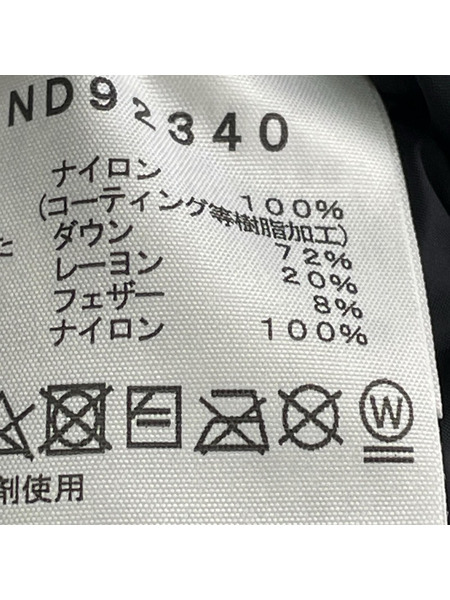 ND92340
ナイロン 100%
(コーティング等樹脂加工)
た
ダウン 72%
レーヨン 20%
フェザー 8%
ナイロン 100%
W
剤使用